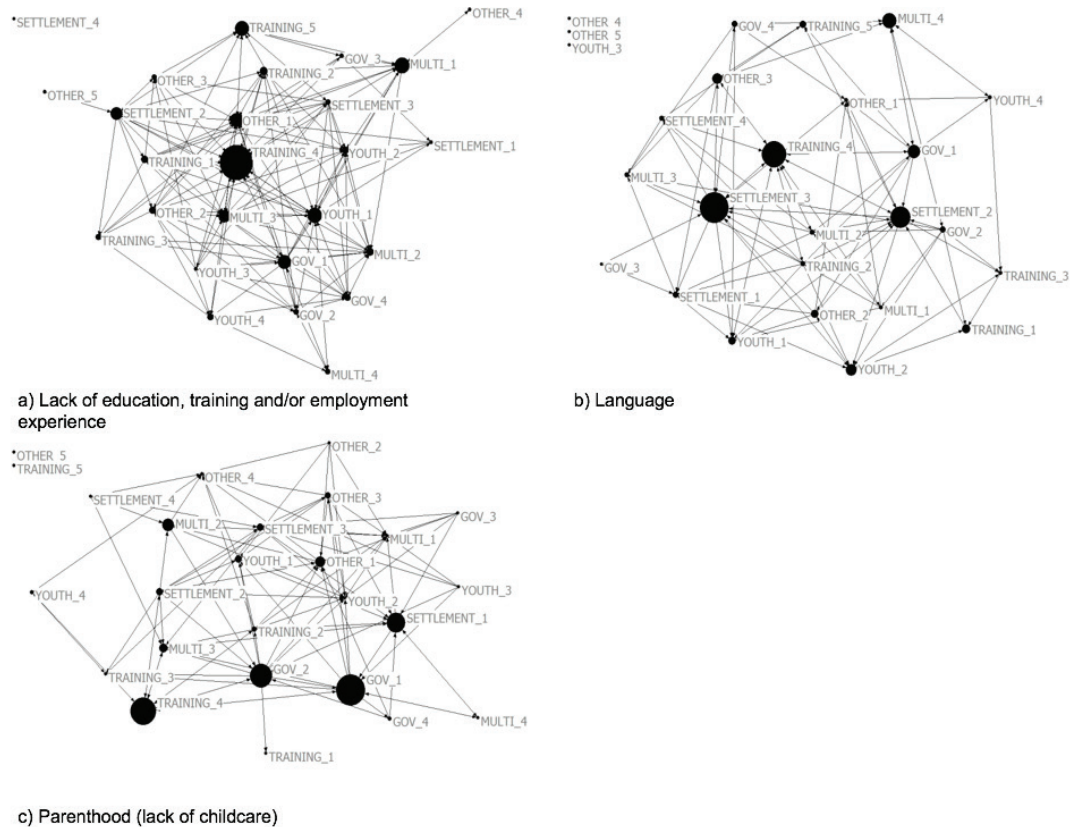 SETTLEMENT_4
OTHER_4
TRAINING_5
GOV_3
MULTI_1
OTHER_3
TRAINING_2
OTHER_5
SETTLEMENT_2
SETTLEMENT_3
OTHER_1
SETTLEMENT_1
TRAINING_4
YOUTH_2
TRAINING_1
OTHER_2
MULTI_3
YOUTH_1
TRAINING_3
MULTI_2
GOV_1
YOUTH_3
GOV_4
GOV_2
YOUTH_4
MULTI_4
a) Lack of education, training and/or employment
experience
OTHER 4
OTHER 5
YOUTH_3
GOV_4
TRAINING_5
MULTI_4
OTHER_3
YOUTH_4
OTHER_1
SETTLEMENT_4
TRAINING_4
GOV_1
MULTI_3
SETTLEMENT_3
SETTLEMENT_2
MULTI_2
GOV_2
GOV_3
TRAINING_2
TRAINING_3
SETTLEMENT_1
MULTI_1
OTHER_2
TRAINING_1
YOUTH_1
YOUTH_2
b) Language
OTHER 5
TRAINING_5
OTHER_2
OTHER_4
SETTLEMENT_4
OTHER_3
GOV_3
MULTI_2
SETTLEMENT_3
MULTI_1
YOUTH_1
OTHER_1
YOUTH_4
SETTLEMENT_2
YOUTH_3
YOUTH_2
SETTLEMENT_1
TRAINING_2
MULTI_3
GOV_2
TRAINING_3
GOV_1
TRAINING_4
GOV_4
MULTI_4
TRAINING_1
c) Parenthood (lack of childcare)